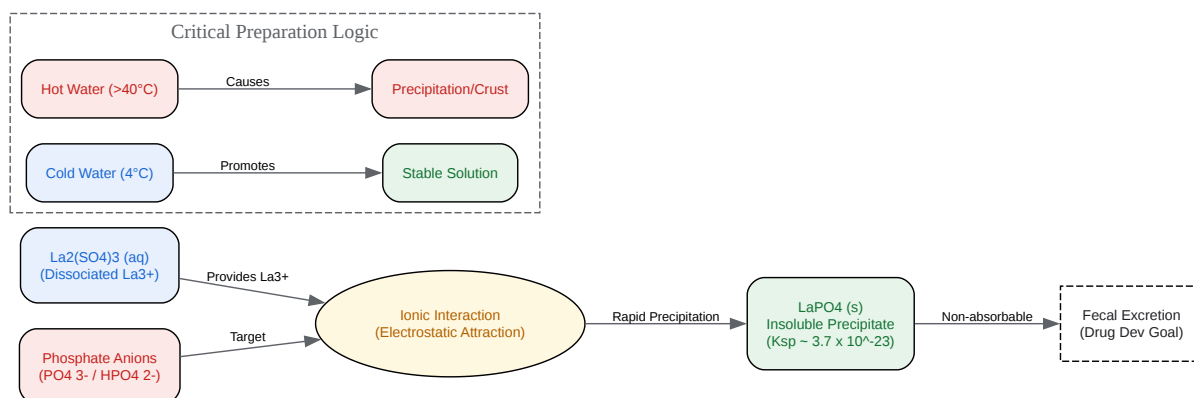 Critical Preparation Logic
Hot Water (>40°C)
Causes
Precipitation/Crust
Cold Water (4°C)
Promotes
Stable Solution
La2(SO4)3 (aq)
(Dissociated La3+)
Provides La3+
Phosphate Anions
(PO4 3- / HPO4 2-)
Target
Ionic Interaction
(Electrostatic Attraction)
Rapid Precipitation
LaPO4 (s)
Insoluble Precipitate
(Ksp ~ 3.7 x 10^-23)
Non-absorbable
Fecal Excretion
(Drug Dev Goal)